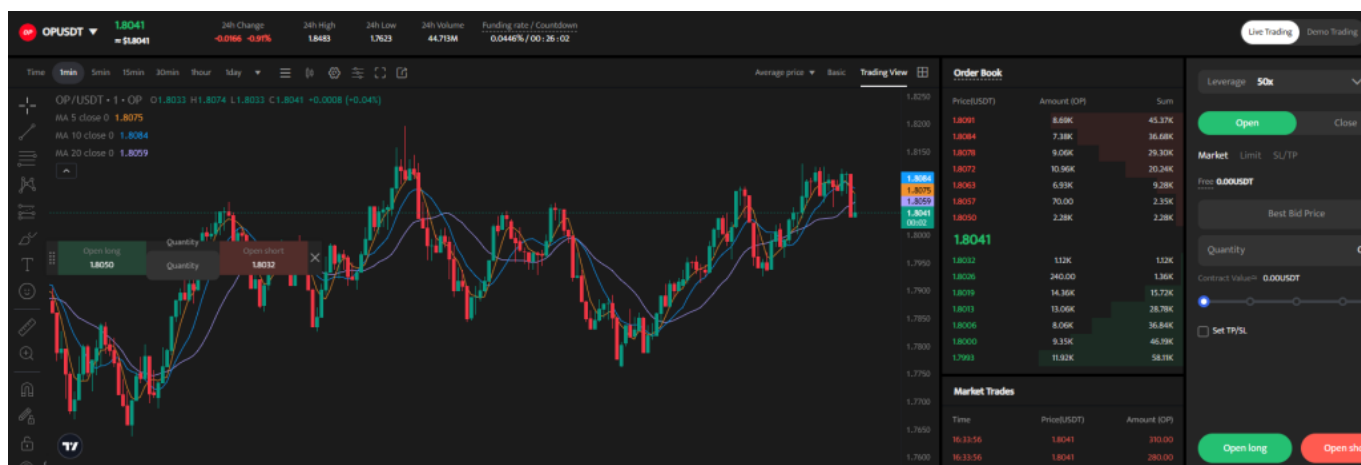 OP OPUSDT ▼ 1.8041 ≈ $1.8041
24h Change -0.0166 -0.91%
24h High 1.8483
24h Low 1.7623
24h Volume 44.713M
Funding rate / Countdown 0.0446% / 00 : 26 : 02
Live Trading Demo Trading
Time 1min 5min 15min 30min 1hour 1day ▼
Average price ▼ Basic Trading View
OP/USDT • 1 • OP O1.8033 H1.8074 L1.8033 C1.8041 +0.0008 (+0.04%)
MA 5 close 0 1.8075
MA 10 close 0 1.8084
MA 20 close 0 1.8059
Open long 1.8050
Quantity
Quantity
Open short 1.8032
1.8250
1.8200
1.8150
1.8084
1.8075
1.8059
1.8041
00:02
1.8000
1.7950
1.7900
1.7850
1.7800
1.7750
1.7700
1.7650
1.7600
Order Book
Price(USDT) Amount (OP) Sum
1.8091 8.69K 45.37K
1.8084 7.38K 36.68K
1.8078 9.06K 29.30K
1.8072 10.96K 20.24K
1.8063 6.93K 9.28K
1.8057 70.00 2.35K
1.8050 2.28K 2.28K
1.8041
1.8032 1.12K 1.12K
1.8026 240.00 1.36K
1.8019 14.36K 15.72K
1.8013 13.06K 28.78K
1.8006 8.06K 36.84K
1.8000 9.35K 46.19K
1.7993 11.92K 58.11K
Market Trades
Time Price(USDT) Amount (OP)
16:33:56 1.8041 310.00
16:33:56 1.8041 280.00
Leverage 50x
Open Close
Market Limit SL/TP
Free 0.00USDT
Best Bid Price
Quantity
Contract Value≈ 0.00USDT
Set TP/SL
Open long Open sho